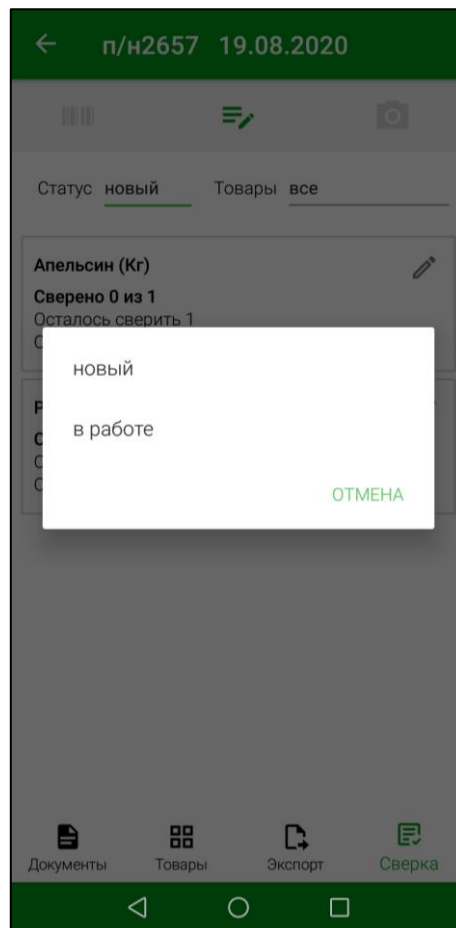 п/н2657 19.08.2020
Статус новый Товары все
Апельсин (Кг)
Сверено 0 из 1
Осталось сверить 1
новый
в работе
ОТМЕНА
Документы Товары Экспорт Сверка